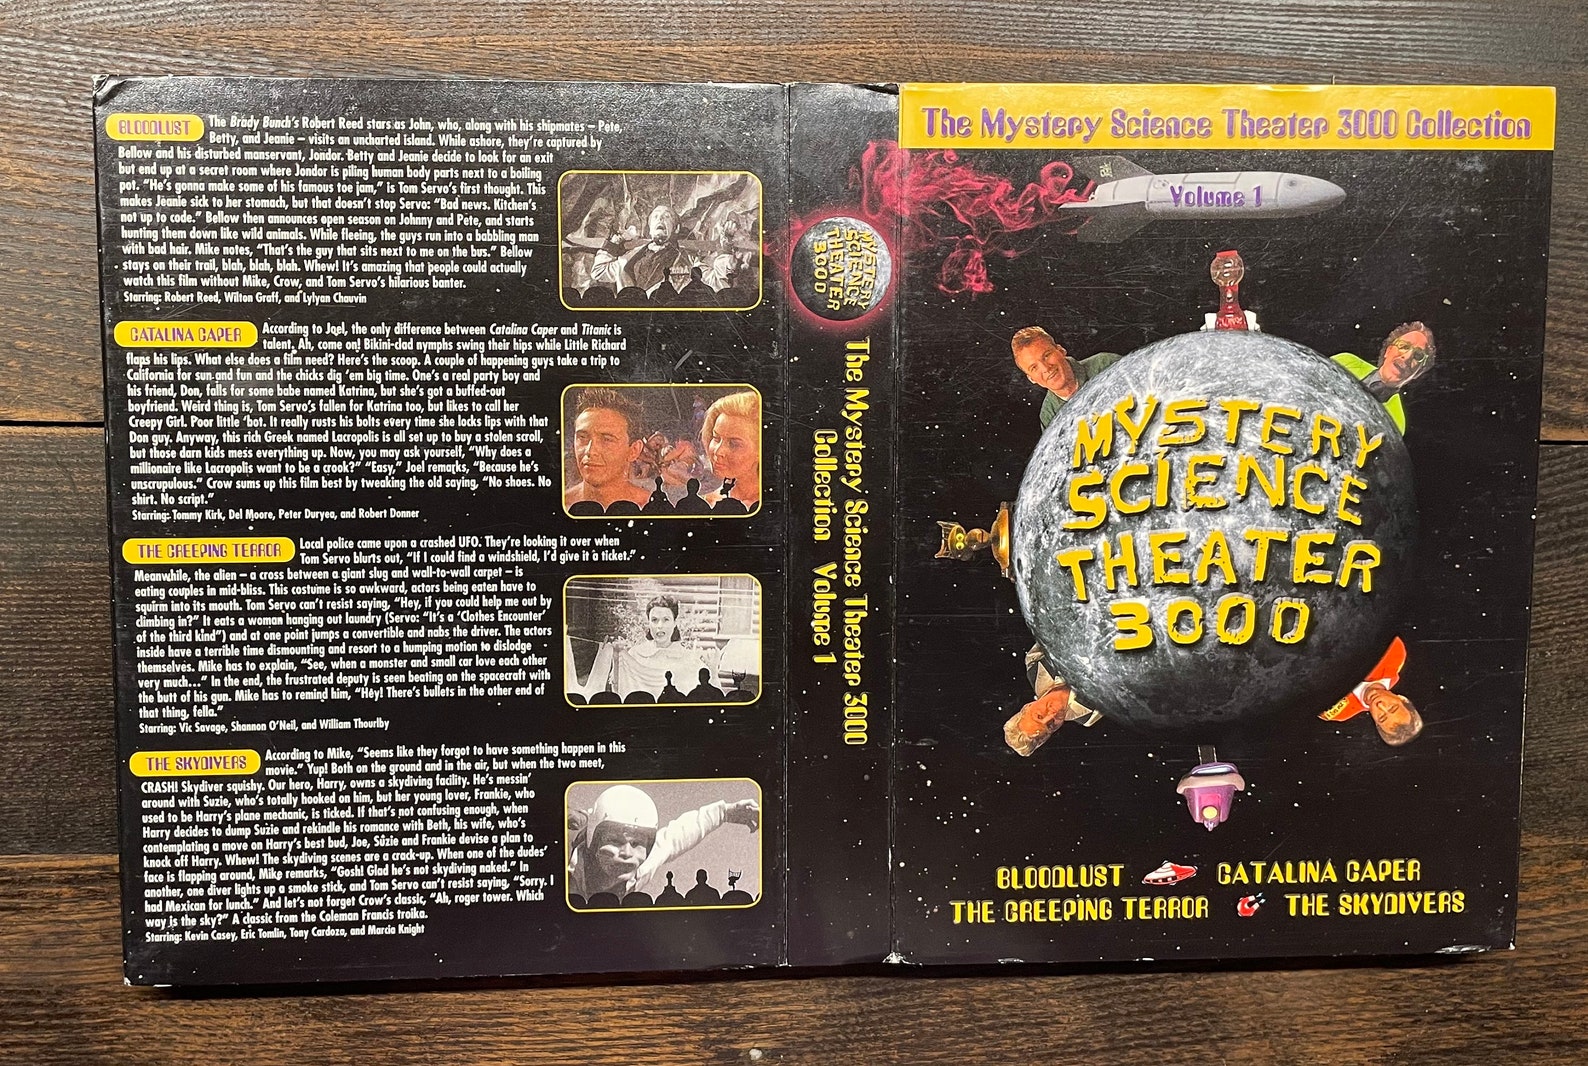 BLOODLUST The Brady Bunch's Robert Reed stars as John, who, along with his shipmates – Pete,
Betty, and Jeanie – visits an uncharted island. While ashore, they're captured by
Bellow and his disturbed manservant, Jondor. Betty and Jeanie decide to look for an exit
but end up at a secret room where Jondor is piling human body parts next to a boiling
pot. "He's gonna make some of his famous toe jam," is Tom Servo's first thought. This
makes Jeanie sick to her stomach, but that doesn't stop Servo: "Bad news. Kitchen's
not up to code." Bellow then announces open season on Johnny and Pete, and starts
hunting them down like wild animals. While fleeing, the guys run into a babbling man
with bad hair. Mike notes, "That's the guy that sits next to me on the bus." Bellow
stays on their trail, blah, blah, blah. Whew! It's amazing that people could actually
watch this film without Mike, Crow, and Tom Servo's hilarious banter.
Starring: Robert Reed, Wilton Graff, and Lylyan Chauvin
CATALINA CAPER According to Joel, the only difference between Catalina Caper and Titanic is
talent. Ah, come on! Bikini-clad nymphs swing their hips while Little Richard
flaps his lips. What else does a film need? Here's the scoop. A couple of happening guys take a trip to
California for sun and fun and the chicks dig 'em big time. One's a real party boy and
his friend, Don, falls for some babe named Katrina, but she's got a buffed-out
boyfriend. Weird thing is, Tom Servo's fallen for Katrina too, but likes to call her
Creepy Girl. Poor little 'bot. It really rusts his bolts every time she locks lips with that
Don guy. Anyway, this rich Greek named Lacropolis is all set up to buy a stolen scroll,
but those darn kids mess everything up. Now, you may ask yourself, "Why does a
millionaire like Lacropolis want to be a crook?" "Easy," Joel remarks, "Because he's
unscrupulous." Crow sums up this film best by tweaking the old saying, "No shoes. No
shirt. No script."
Starring: Tommy Kirk, Del Moore, Peter Duryea, and Robert Donner
THE CREEPING TERROR Local police came upon a crashed UFO. They're looking it over when
Tom Servo blurts out, "If I could find a windshield, I'd give it a ticket."
Meanwhile, the alien – a cross between a giant slug and wall-to-wall carpet – is
eating couples in mid-bliss. This costume is so awkward, actors being eaten have to
squirm into its mouth. Tom Servo can't resist saying, "Hey, if you could help me out by
climbing in?" It eats a woman hanging out laundry (Servo: "It's a 'Clothes Encounter'
of the third kind") and at one point jumps a convertible and nabs the driver. The actors
inside have a terrible time dismounting and resort to a humping motion to dislodge
themselves. Mike has to explain, "See, when a monster and small car love each other
very much..." In the end, the frustrated deputy is seen beating on the spacecraft with
the butt of his gun. Mike has to remind him, "Hey! There's bullets in the other end of
that thing, fella."
Starring: Vic Savage, Shannon O'Neil, and William Thourlby
THE SKYDIVERS According to Mike, "Seems like they forgot to have something happen in this
movie." Yup! Both on the ground and in the air, but when the two meet,
CRASH! Skydiver squishy. Our hero, Harry, owns a skydiving facility. He's messin'
around with Suzie, who's totally hooked on him, but her young lover, Frankie, who
used to be Harry's plane mechanic, is ticked. If that's not confusing enough, when
Harry decides to dump Suzie and rekindle his romance with Beth, his wife, who's
contemplating a move on Harry's best bud, Joe, Suzie and Frankie devise a plan to
knock off Harry. Whew! The skydiving scenes are a crack-up. When one of the dudes'
face is flapping around, Mike remarks, "Gosh! Glad he's not skydiving naked." In
another, one diver lights up a smoke stick, and Tom Servo can't resist, "Sorry. I
had Mexican for lunch." And let's not forget Crow's classic, "Ah, roger tower. Which
way is the sky?" A classic from the Coleman Francis troika.
Starring: Kevin Casey, Eric Tomlin, Tony Cardoza, and Marcia Knight
MYSTERY
SCIENCE
THEATER
3000
The Mystery Science Theater 3000
Collection Volume 1
The Mystery Science Theater 3000 Collection
Volume 1
MYSTERY
SCIENCE
THEATER
3000
BLOODLUST CATALINA CAPER
THE CREEPING TERROR THE SKYDIVERS